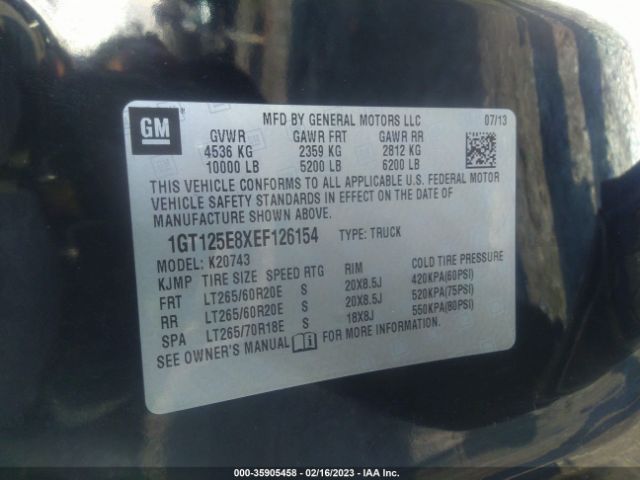 GM
MFD BY GENERAL MOTORS LLC 07/13
GVWR GAWR FRT GAWR RR
4536 KG 2359 KG 2812 KG
10000 LB 5200 LB 6200 LB
THIS VEHICLE CONFORMS TO ALL APPLICABLE U.S. FEDERAL MOTOR
VEHICLE SAFETY STANDARDS IN EFFECT ON THE DATE OF
MANUFACTURE SHOWN ABOVE.
1GT125E8XEF126154 TYPE: TRUCK
MODEL: K20743
KJMP TIRE SIZE SPEED RTG RIM COLD TIRE PRESSURE
FRT LT265/60R20E S 20X8.5J 420KPA(60PSI)
RR LT265/60R20E S 20X8.5J 520KPA(75PSI)
SPA LT265/70R18E S 18X8J 550KPA(80PSI)
SEE OWNER'S MANUAL FOR MORE INFORMATION.
000-35905458 - 02/16/2023 - IAA Inc.